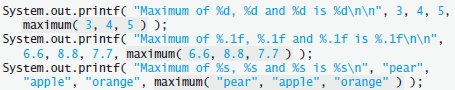 System.out.printf( "Maximum of %d, %d and %d is %d\n\n", 3, 4, 5,
maximum( 3, 4, 5 ) );
System.out.printf( "Maximum of %.1f, %.1f and %.1f is %.1f\n\n",
6.6, 8.8, 7.7, maximum( 6.6, 8.8, 7.7 ) );
System.out.printf( "Maximum of %s, %s and %s is %s\n", "pear",
"apple", "orange", maximum( "pear", "apple", "orange" ) );